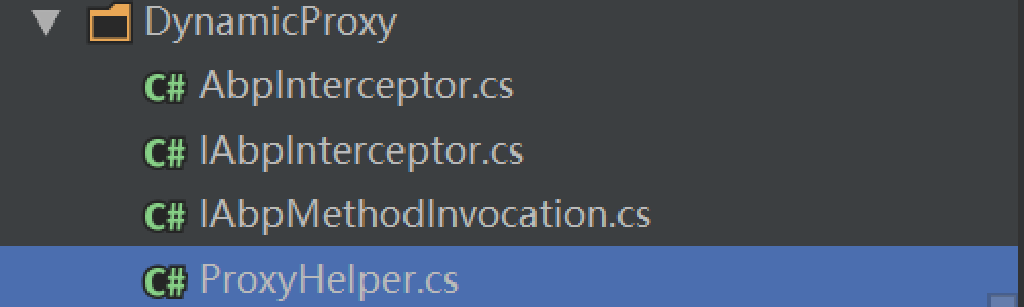 DynamicProxy
C# AbpInterceptor.cs
C# IAbpInterceptor.cs
C# IAbpMethodInvocation.cs
C# ProxyHelper.cs